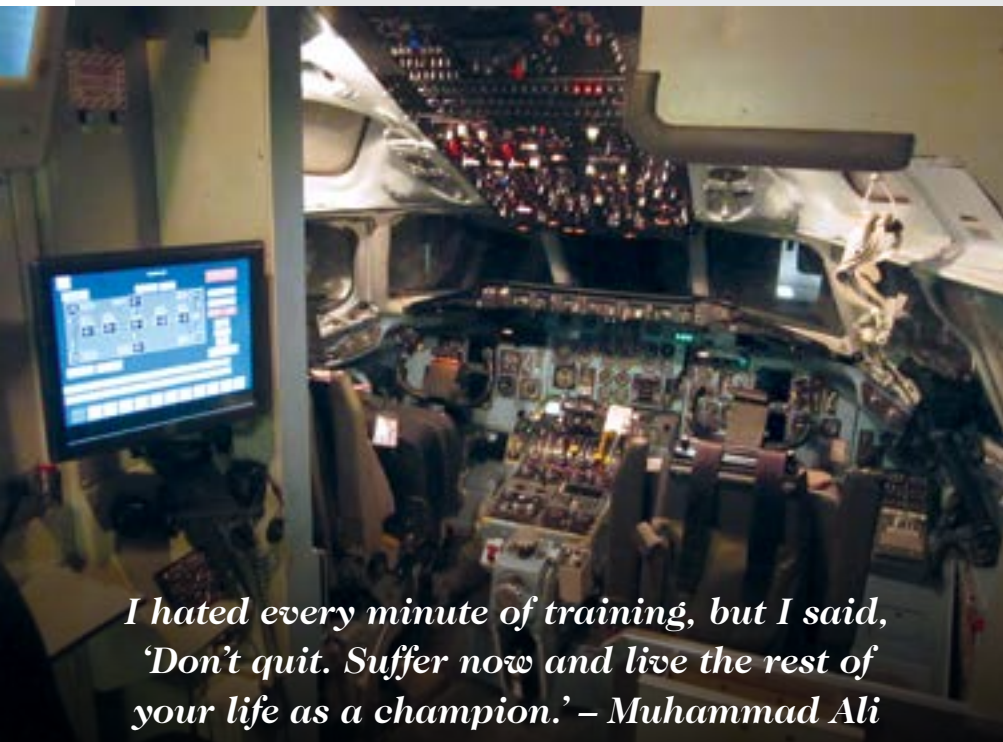 I hated every minute of training, but I said,
‘Don’t quit. Suffer now and live the rest of
your life as a champion.’ – Muhammad Ali